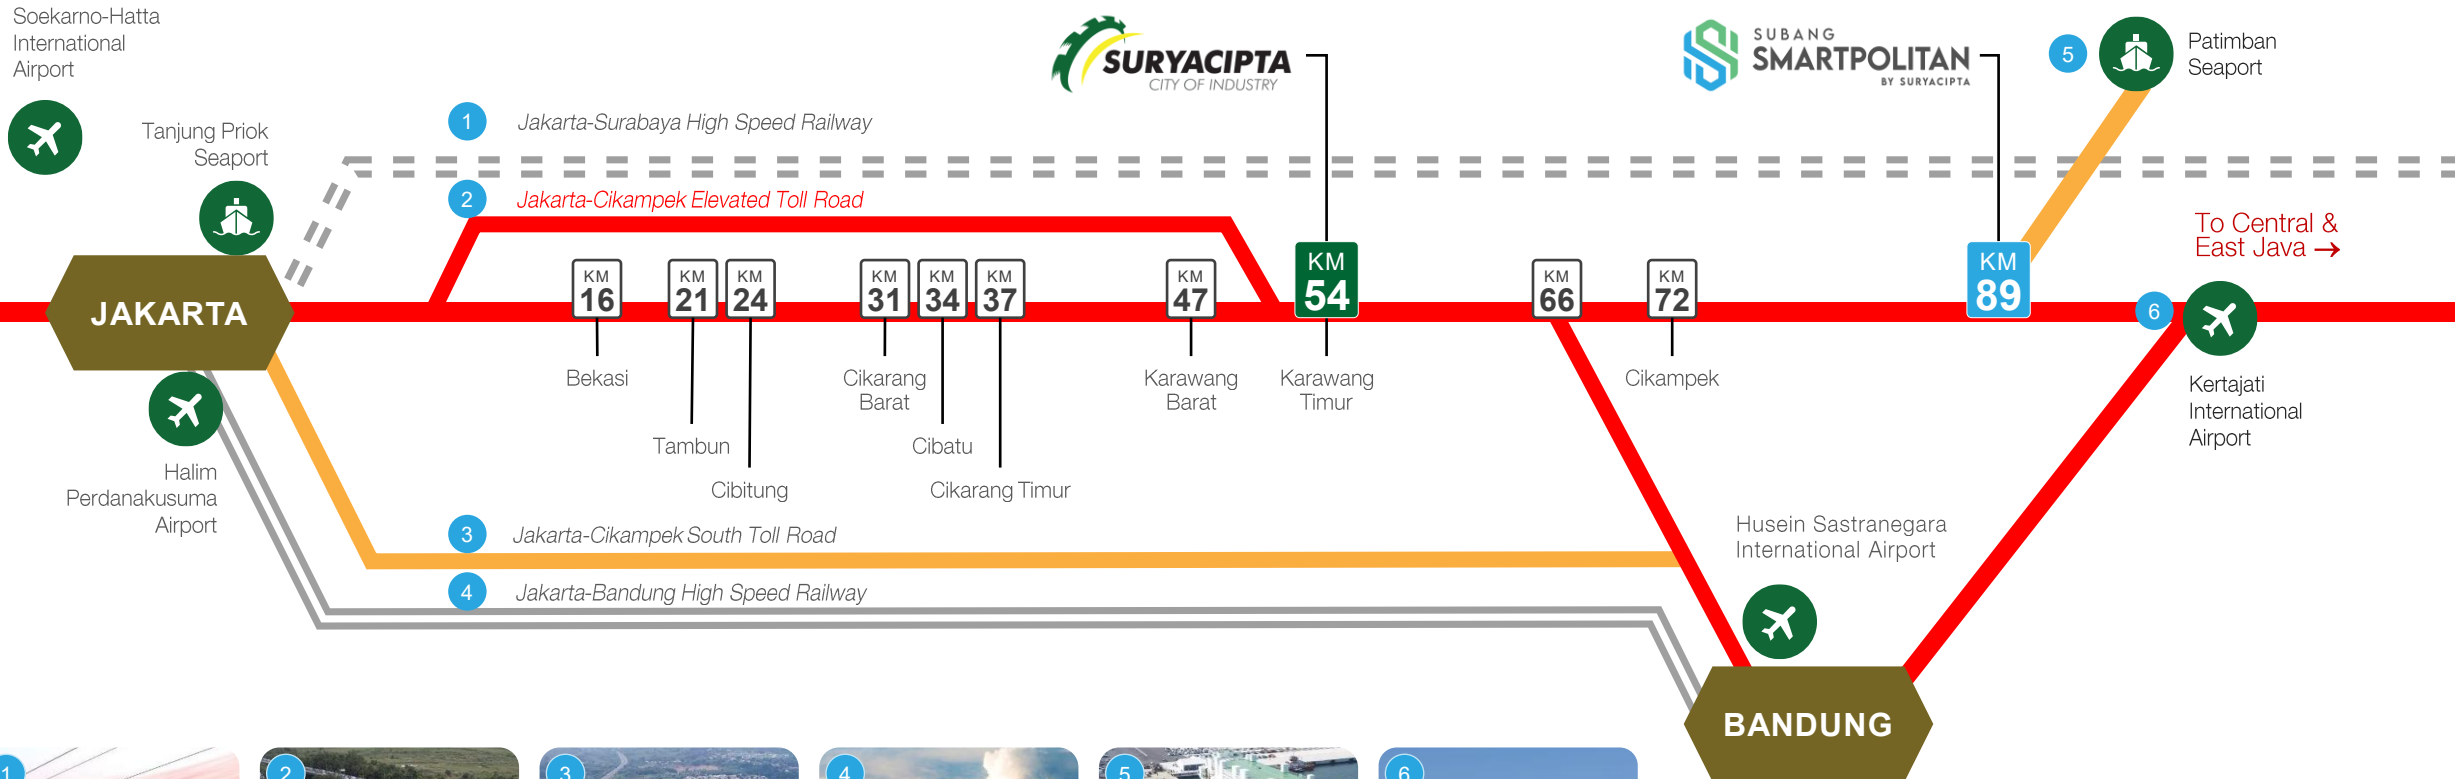 Soekarno-Hatta
International
Airport
Tanjung Priok
Seaport
SURYACIPTA
CITY OF INDUSTRY
SUBANG
SMARTPOLITAN
BY SURYACIPTA
5
Patimban
Seaport
1
Jakarta-Surabaya High Speed Railway
2
Jakarta-Cikampek Elevated Toll Road
To Central &
East Java →
JAKARTA
KM
16
KM
21
KM
24
KM
31
KM
34
KM
37
KM
47
KM
54
KM
66
KM
72
KM
89
6
Bekasi
Tambun
Cibitung
Cikarang
Barat
Cibatu
Cikarang Timur
Karawang
Barat
Karawang
Timur
Cikampek
Kertajati
International
Airport
Halim
Perdanakusuma
Airport
3
Jakarta-Cikampek South Toll Road
4
Jakarta-Bandung High Speed Railway
Husein Sastranegara
International Airport
BANDUNG
1
2
3
4
5
6